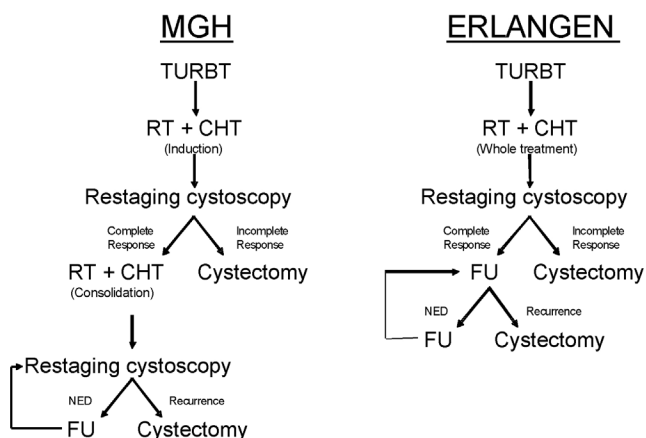 MGH
TURBT
RT + CHT
(Induction)
Restaging cystoscopy
Complete
Response
Incomplete
Response
RT + CHT
(Consolidation)
Cystectomy
Restaging cystoscopy
NED
Recurrence
FU
Cystectomy
ERLANGEN
TURBT
RT + CHT
(Whole treatment)
Restaging cystoscopy
Complete
Response
Incomplete
Response
FU
Cystectomy
NED
Recurrence
FU
Cystectomy